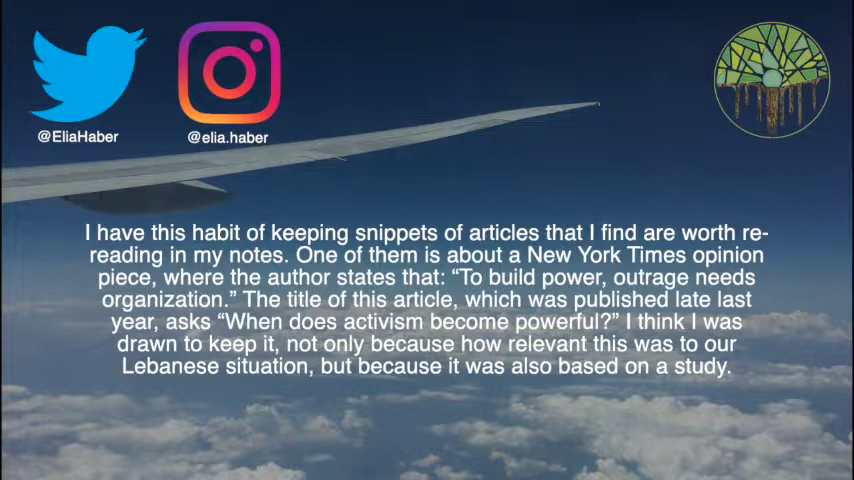 @EliaHaber
@elia.haber
I have this habit of keeping snippets of articles that I find are worth re-
reading in my notes. One of them is about a New York Times opinion
piece, where the author states that: “To build power, outrage needs
organization.” The title of this article, which was published late last
year, asks “When does activism become powerful?” I think I was
drawn to keep it, not only because how relevant this was to our
Lebanese situation, but because it was also based on a study.